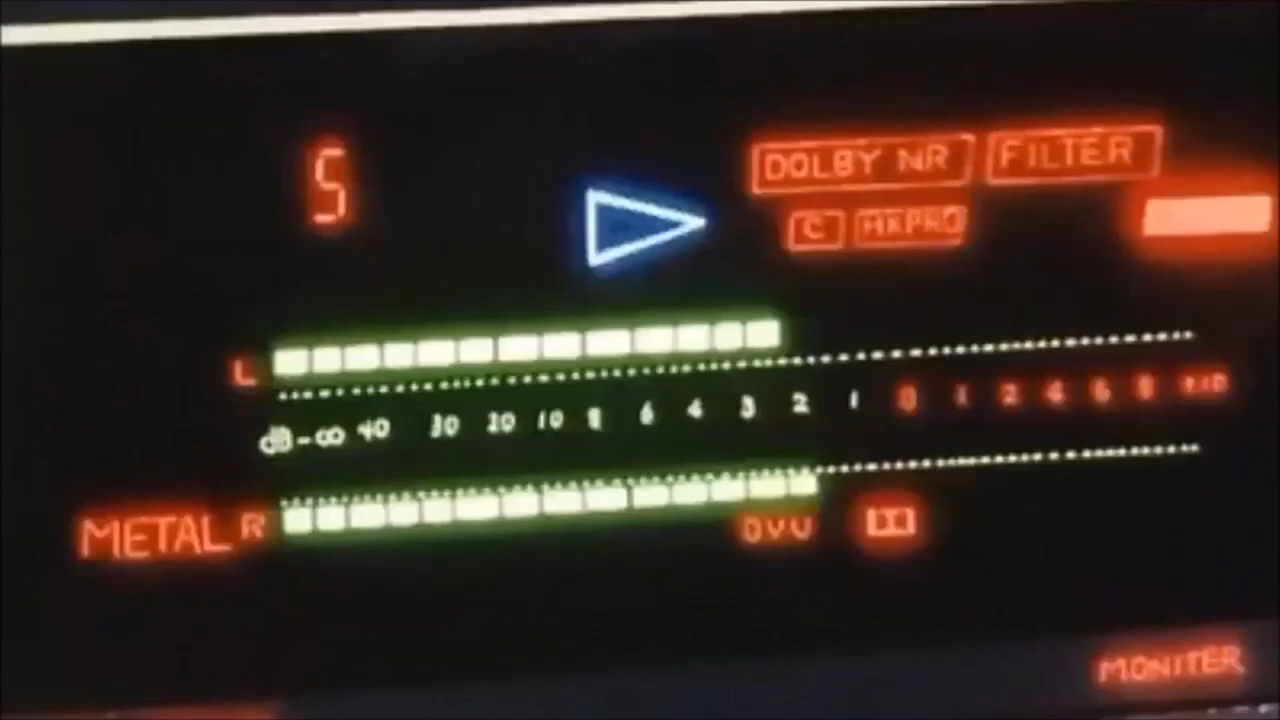 5
DOLBY NR FILTER
C
L
dB-∞ 40 30 20 10 8 6 4 3 2 1 0 1 2 4 6 8 +10
METAL R
MONITER